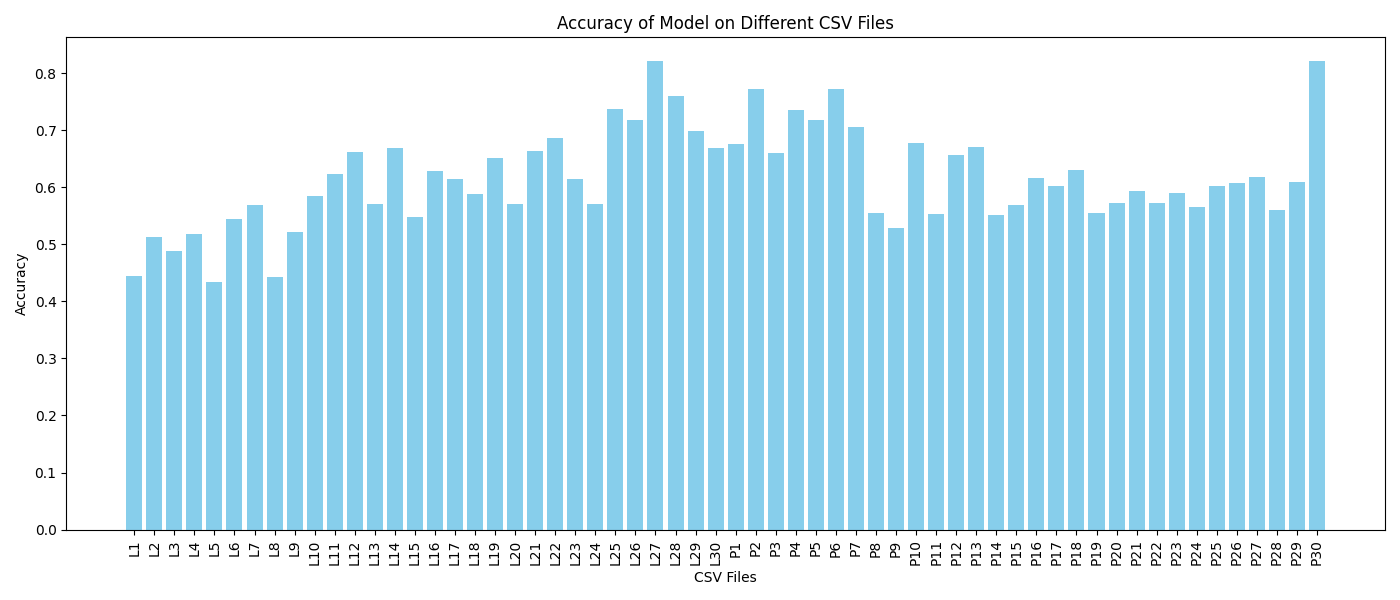 Accuracy of Model on Different CSV Files
0.8
0.7
0.6
0.5
0.4
0.3
0.2
0.1
0.0
Accuracy
L1 L2 L3 L4 L5 L6 L7 L8 L9 L10 L11 L12 L13 L14 L15 L16 L17 L18 L19 L20 L21 L22 L23 L24 L25 L26 L27 L28 L29 L30 P1 P2 P3 P4 P5 P6 P7 P8 P9 P10 P11 P12 P13 P14 P15 P16 P17 P18 P19 P20 P21 P22 P23 P24 P25 P26 P27 P28 P29 P30
CSV Files